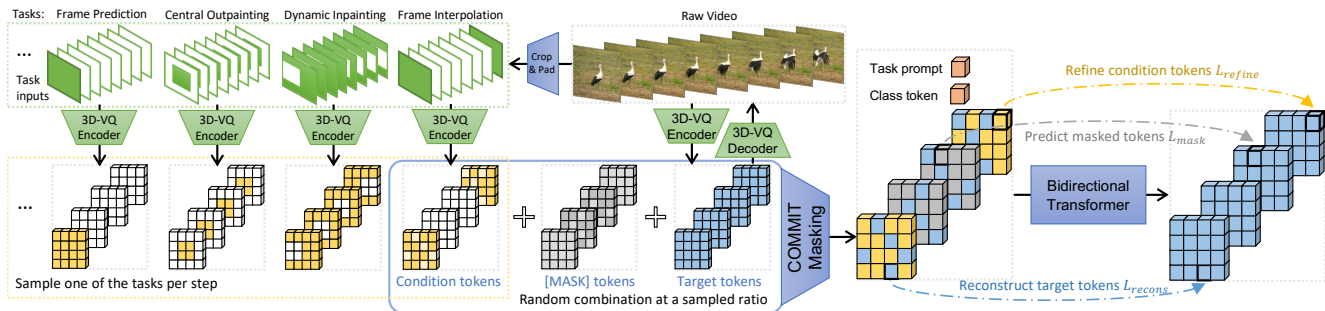 Tasks: Frame Prediction Central Outpainting Dynamic Inpainting Frame Interpolation
Raw Video
...
Task
inputs
Crop
& Pad
3D-VQ
Encoder
3D-VQ
Encoder
3D-VQ
Encoder
3D-VQ
Encoder
3D-VQ
Encoder
3D-VQ
Decoder
...
Condition tokens
[MASK] tokens
Target tokens
Sample one of the tasks per step
Random combination at a sampled ratio
COMMIT
Masking
Task prompt
Class token
Refine condition tokens L_refine
Predict masked tokens L_mask
Bidirectional
Transformer
Reconstruct target tokens L_recons